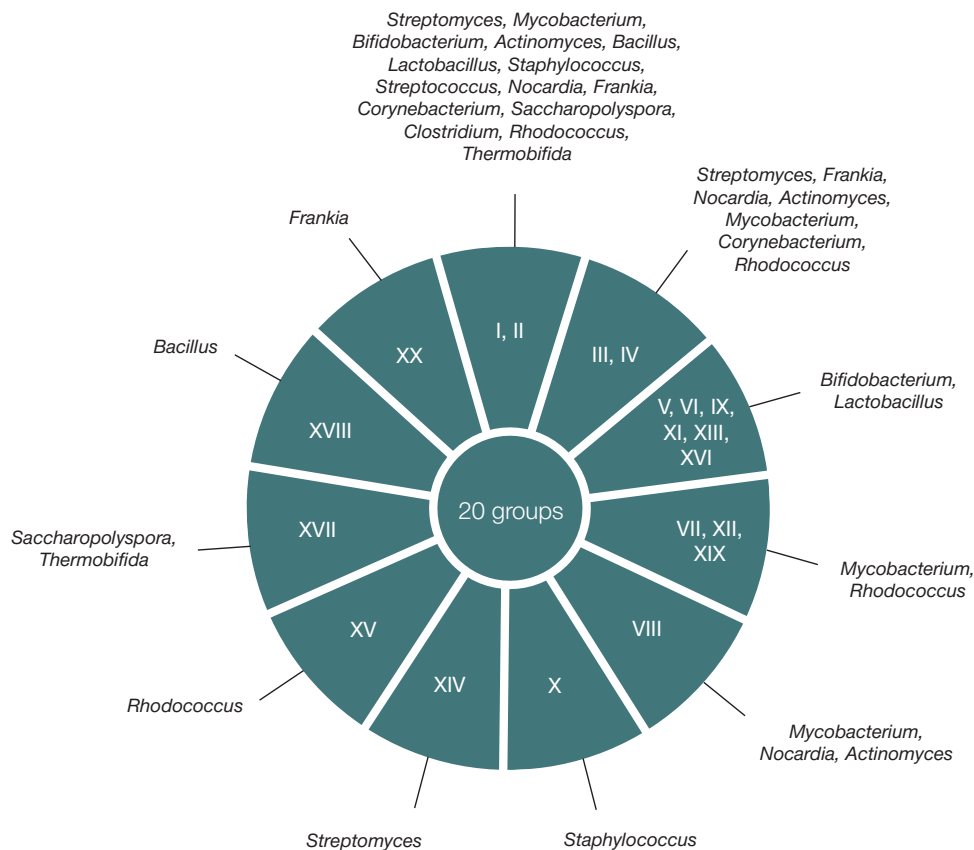 Streptomyces, Mycobacterium,
Bifidobacterium, Actinomyces, Bacillus,
Lactobacillus, Staphylococcus,
Streptococcus, Nocardia, Frankia,
Corynebacterium, Saccharopolyspora,
Clostridium, Rhodococcus,
Thermobifida
Streptomyces, Frankia,
Nocardia, Actinomyces,
Mycobacterium,
Corynebacterium,
Rhodococcus
Frankia
I, II
III, IV
XX
Bacillus
Bifidobacterium,
Lactobacillus
V, VI, IX,
XI, XIII,
XVI
XVIII
20 groups
VII, XII,
XIX
XVII
Saccharopolyspora,
Thermobifida
Mycobacterium,
Rhodococcus
XV
VIII
XIV
X
Rhodococcus
Mycobacterium,
Nocardia, Actinomyces
Streptomyces
Staphylococcus